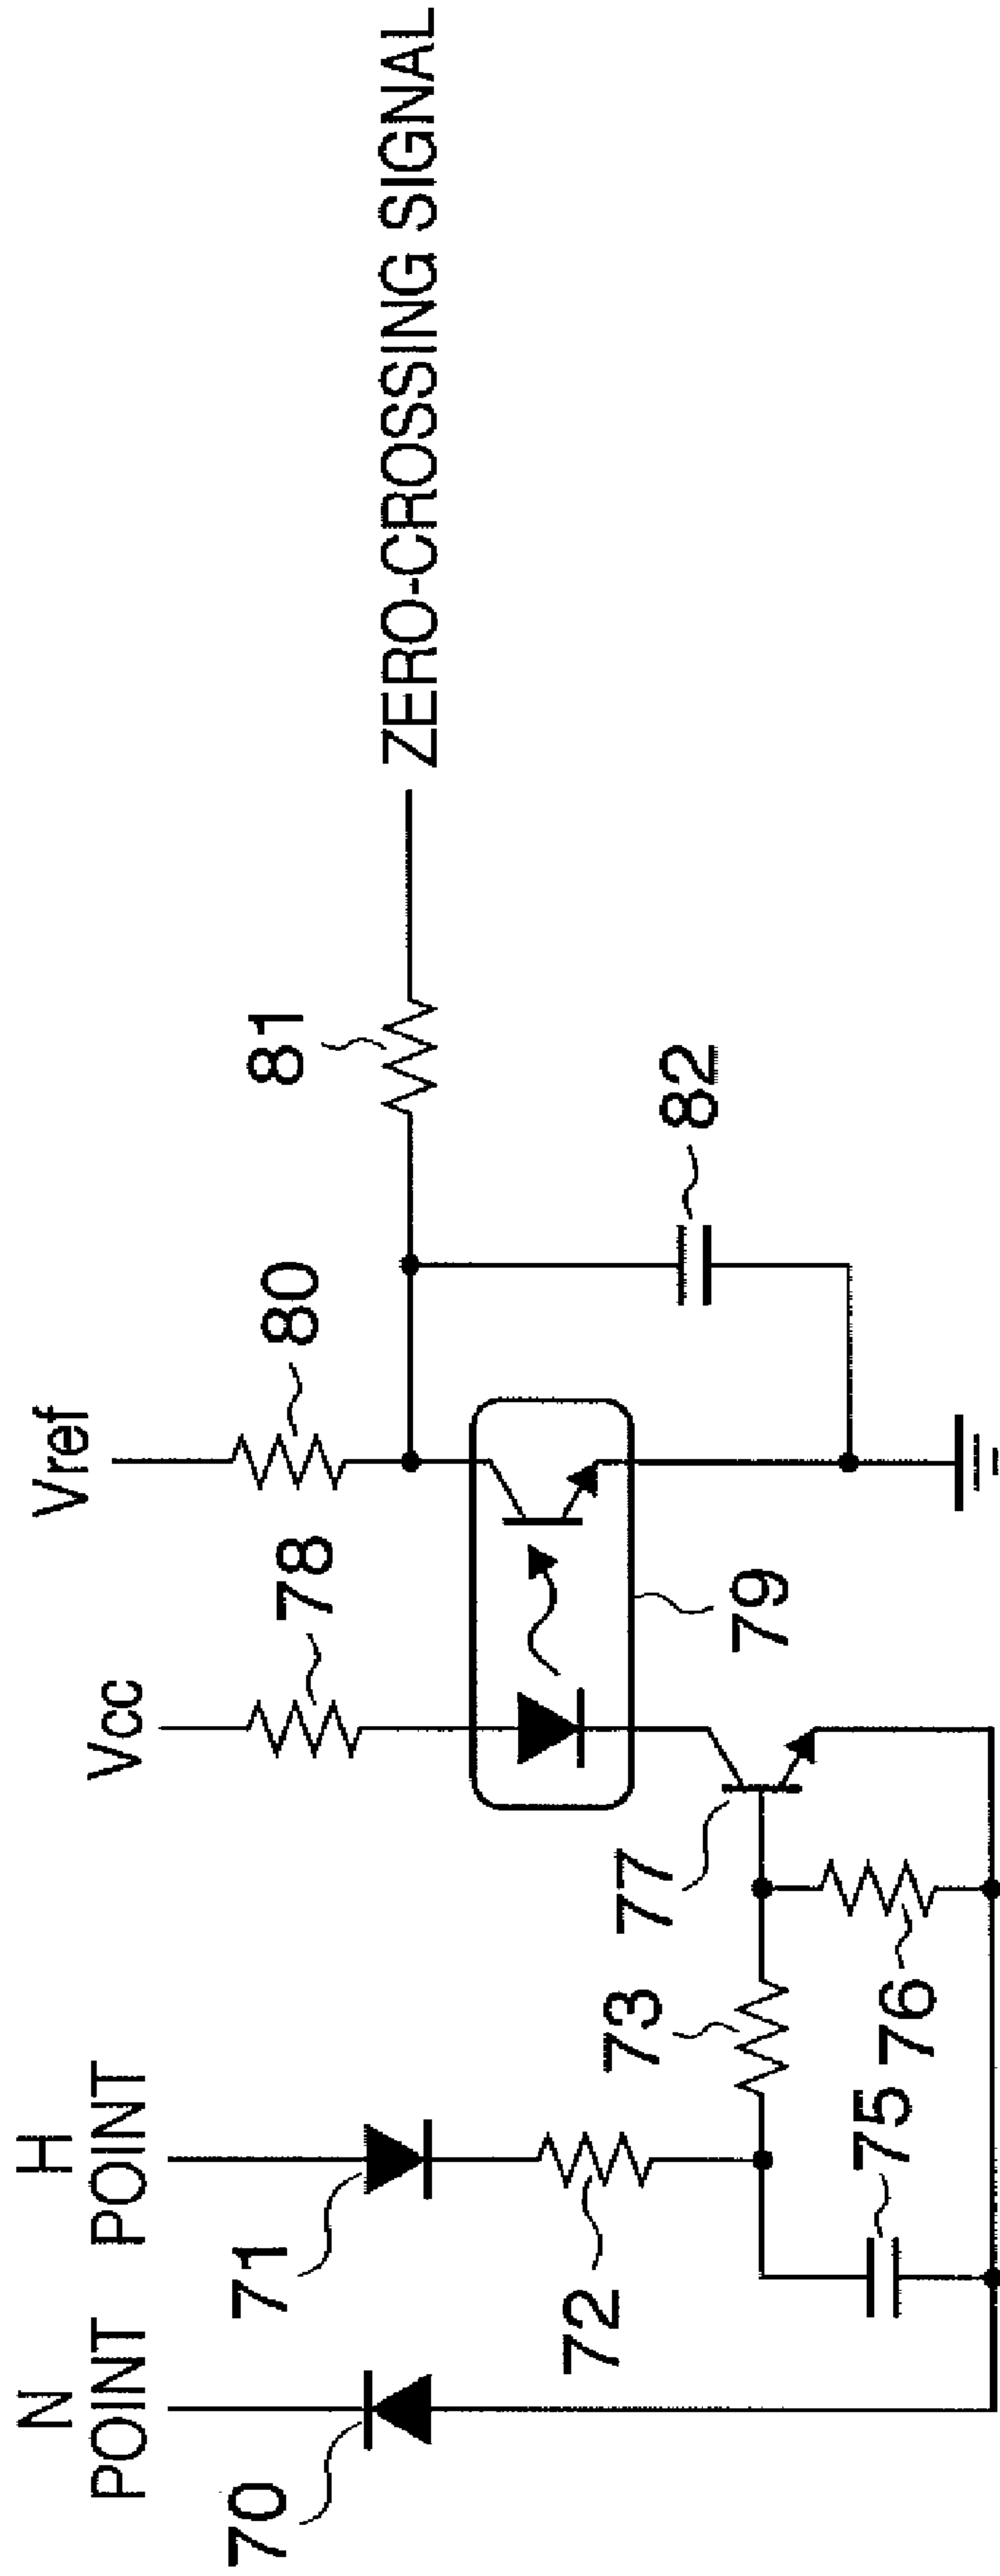 N
POINT
H
POINT
Vcc
Vref
70
71
72
73
75
76
77
78
79
80
81
82
ZERO-CROSSING SIGNAL